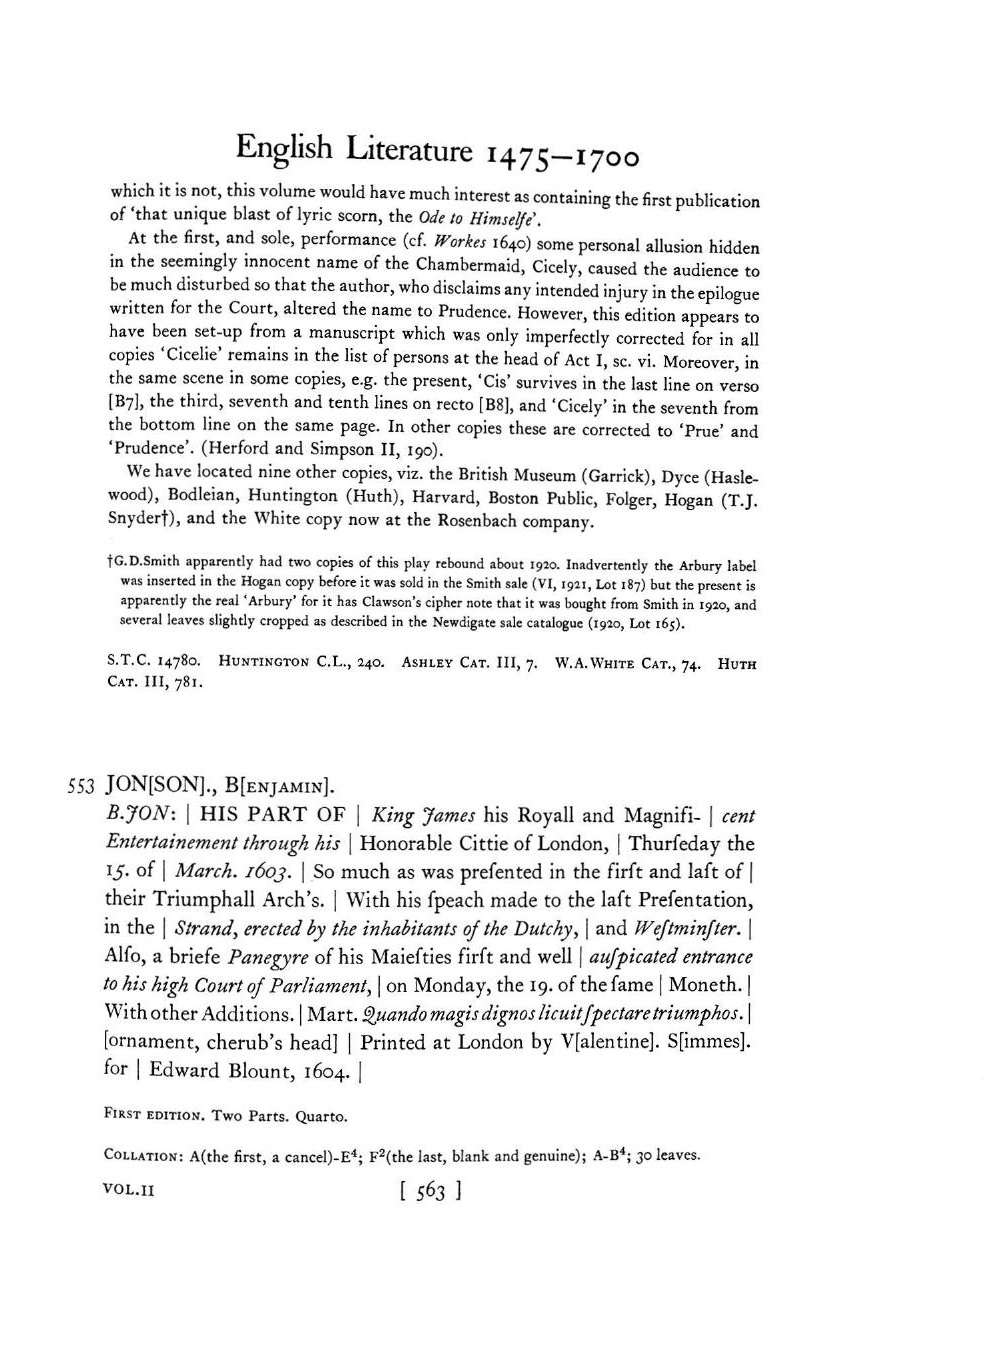 English Literature 1475—1700
which it is not, this volume would have much interest as containing the first publication
of ‘that unique blast of lyric scorn, the Ode to Himselfe’.
At the first, and sole, performance (cf. Workes 1640) some personal allusion hidden
in the seemingly innocent name of the Chambermaid, Cicely, caused the audience to
be much disturbed so that the author, who disclaims any intended injury in the epilogue
written for the Court, altered the name to Prudence. However, this edition appears to
have been set-up from a manuscript which was only imperfectly corrected for in all
copies ‘Cicelie’ remains in the list of persons at the head of Act I, sc. vi. Moreover, in
the same scene in some copies, e.g. the present, ‘Cis’ survives in the last line on verso
[B7], the third, seventh and tenth lines on recto [B8], and ‘Cicely’ in the seventh from
the bottom line on the same page. In other copies these are corrected to ‘Prue’ and
‘Prudence’. (Herford and Simpson II, 190).
We have located nine other copies, viz. the British Museum (Garrick), Dyce (Hasle-
wood), Bodleian, Huntington (Huth), Harvard, Boston Public, Folger, Hogan (T.J.
Snyder†), and the White copy now at the Rosenbach company.
†G.D.Smith apparently had two copies of this play rebound about 1920. Inadvertently the Arbury label
was inserted in the Hogan copy before it was sold in the Smith sale (VI, 1921, Lot 187) but the present is
apparently the real ‘Arbury’ for it has Clawson’s cipher note that it was bought from Smith in 1920, and
several leaves slightly cropped as described in the Newdigate sale catalogue (1920, Lot 165).
S.T.C. 14780. HUNTINGTON C.L., 240. ASHLEY CAT. III, 7. W.A.WHITE CAT., 74. HUTH
CAT. III, 781.
553 JON[SON]., B[ENJAMIN].
B.JON: | HIS PART OF | King James his Royall and Magnifi- | cent
Entertainement through his | Honorable Cittie of London, | Thurſeday the
15. of | March. 1603. | So much as was preſented in the firſt and laſt of |
their Triumphall Arch’s. | With his ſpeach made to the laſt Preſentation,
in the | Strand, erected by the inhabitants of the Dutchy, | and Weſtminſter. |
Alſo, a briefe Panegyre of his Maieſties firſt and well | auſpicated entrance
to his high Court of Parliament, | on Monday, the 19. of the ſame | Moneth. |
With other Additions. | Mart. Quando magis dignos licuit ſpectare triumphos. |
[ornament, cherub’s head] | Printed at London by V[alentine]. S[immes].
for | Edward Blount, 1604. |
FIRST EDITION. Two Parts. Quarto.
COLLATION: A(the first, a cancel)-E⁴; F²(the last, blank and genuine); A-B⁴; 30 leaves.
VOL.II [ 563 ]